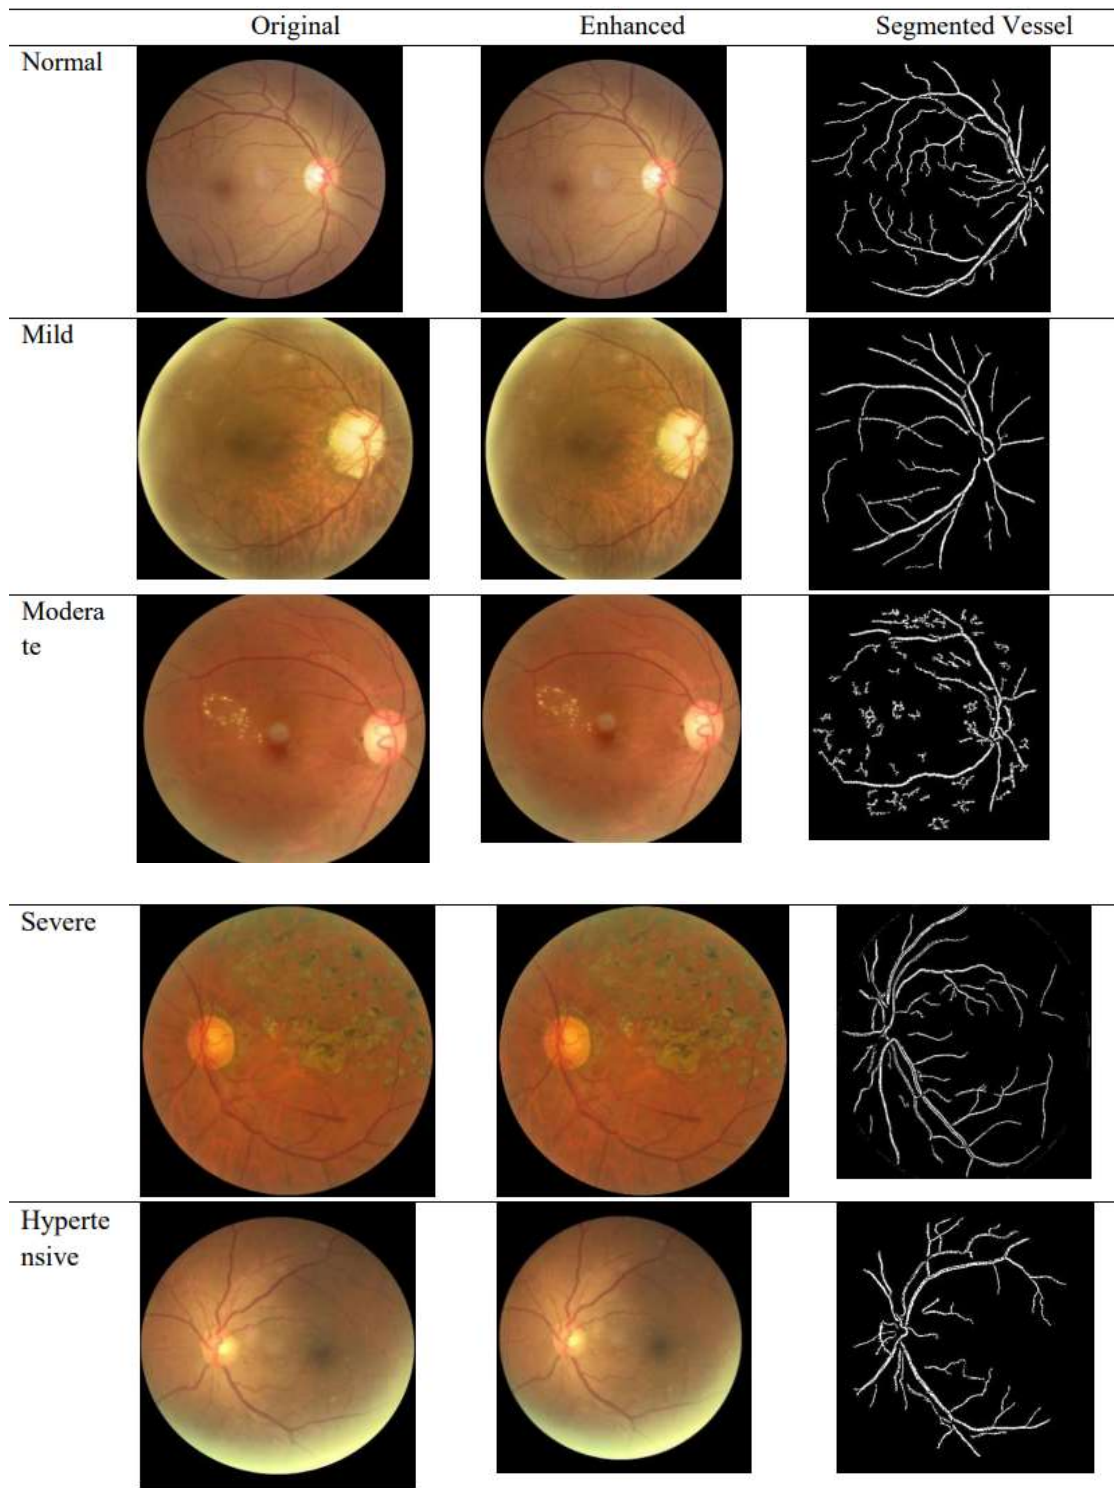 Original Enhanced Segmented Vessel
Normal
Mild
Modera
te
Severe
Hyperte
nsive